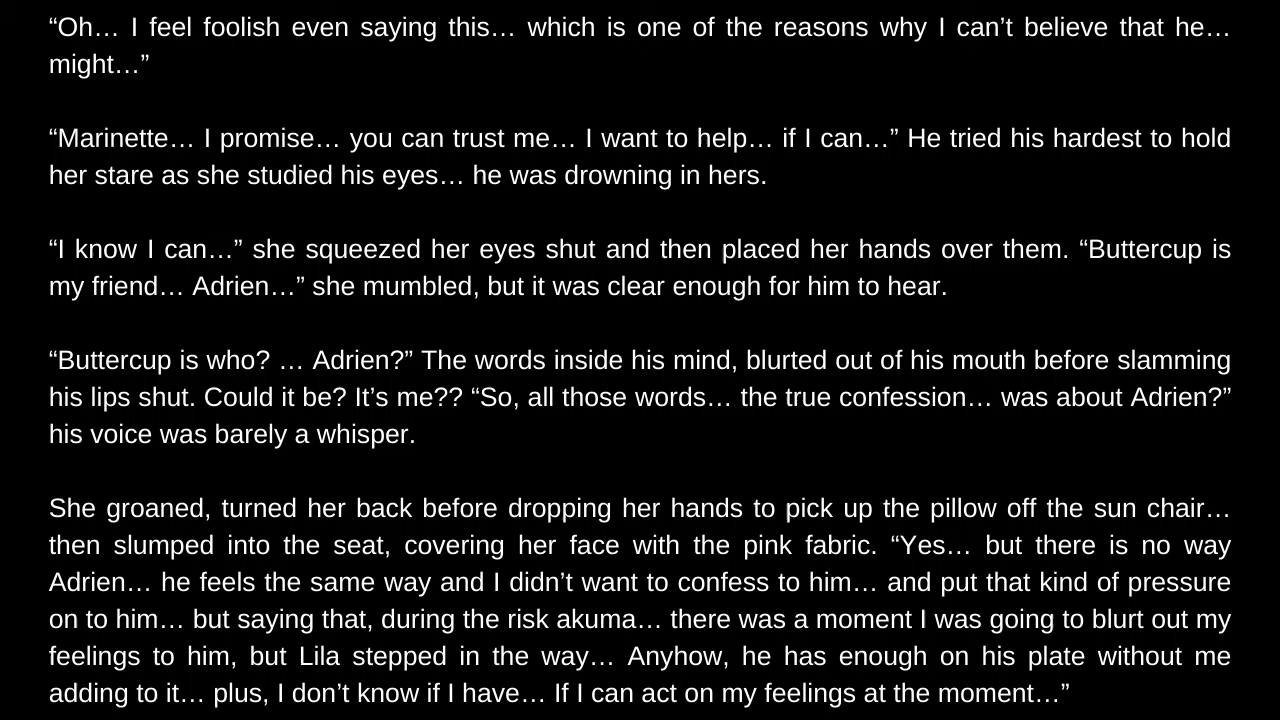 “Oh… I feel foolish even saying this… which is one of the reasons why I can’t believe that he…
might…”
“Marinette… I promise… you can trust me… I want to help… if I can…” He tried his hardest to hold
her stare as she studied his eyes… he was drowning in hers.
“I know I can…” she squeezed her eyes shut and then placed her hands over them. “Buttercup is
my friend… Adrien…” she mumbled, but it was clear enough for him to hear.
“Buttercup is who? … Adrien?” The words inside his mind, blurted out of his mouth before slamming
his lips shut. Could it be? It’s me?? “So, all those words… the true confession… was about Adrien?”
his voice was barely a whisper.
She groaned, turned her back before dropping her hands to pick up the pillow off the sun chair…
then slumped into the seat, covering her face with the pink fabric. “Yes… but there is no way
Adrien… he feels the same way and I didn’t want to confess to him… and put that kind of pressure
on to him… but saying that, during the risk akuma… there was a moment I was going to blurt out my
feelings to him, but Lila stepped in the way… Anyhow, he has enough on his plate without me
adding to it… plus, I don’t know if I have… If I can act on my feelings at the moment…”